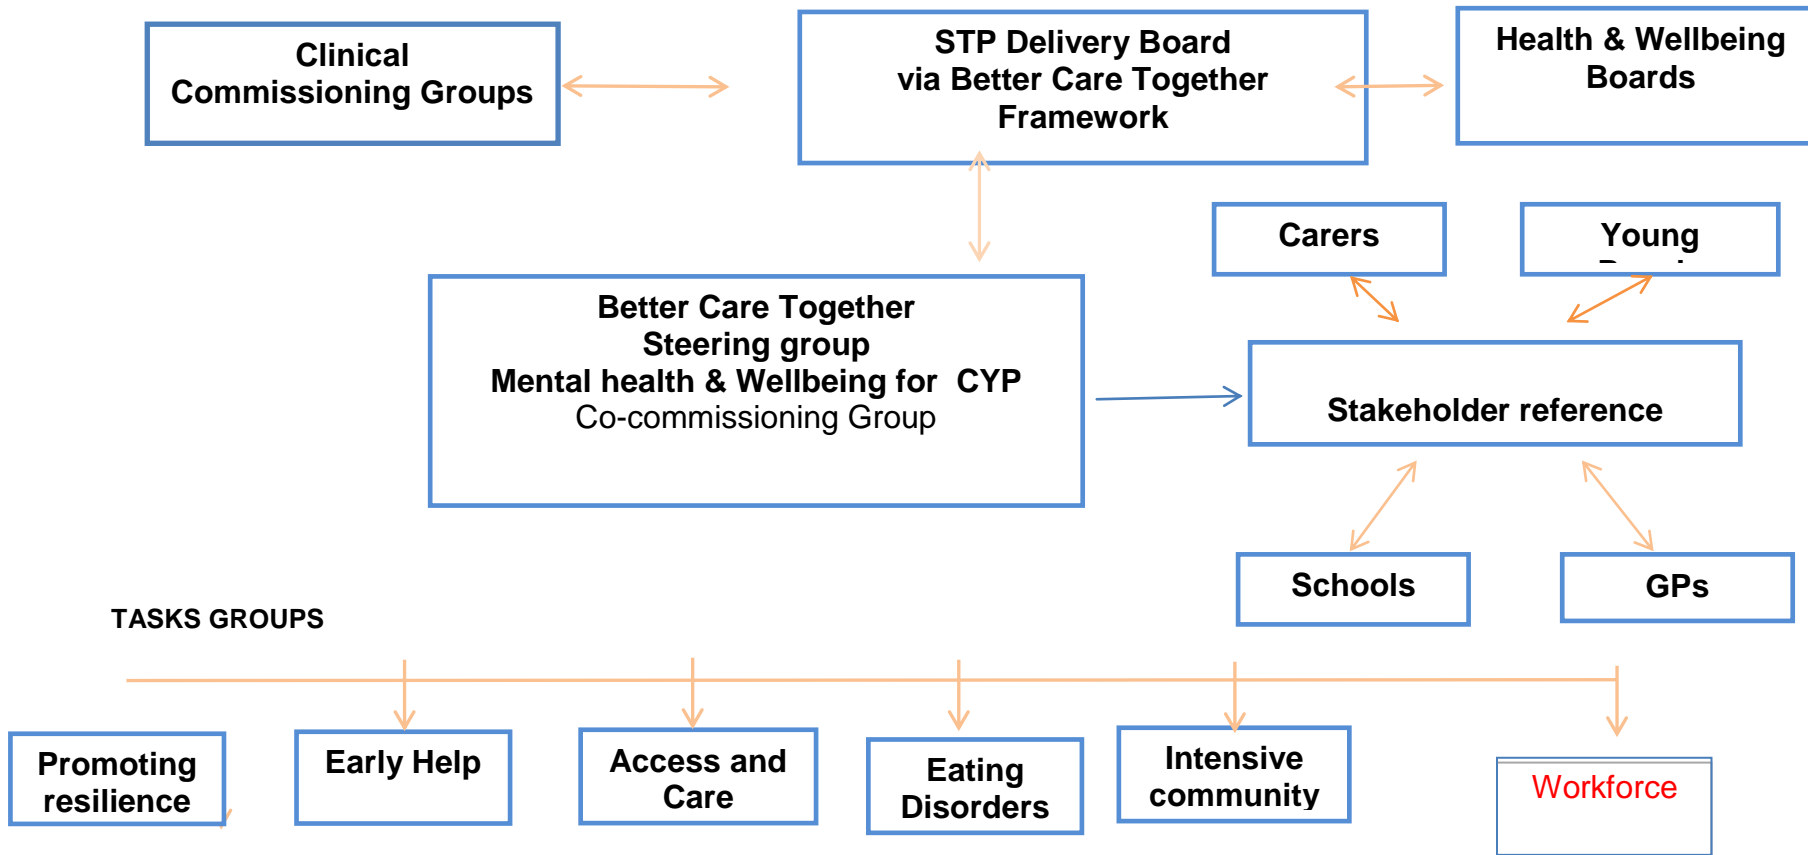 Clinical
Commissioning Groups
STP Delivery Board
via Better Care Together
Framework
Health & Wellbeing
Boards
Carers
Young
Better Care Together
Steering group
Mental health & Wellbeing for CYP
Co-commissioning Group
Stakeholder reference
Schools
GPs
TASKS GROUPS
Promoting
resilience
Early Help
Access and
Care
Eating
Disorders
Intensive
community
Workforce